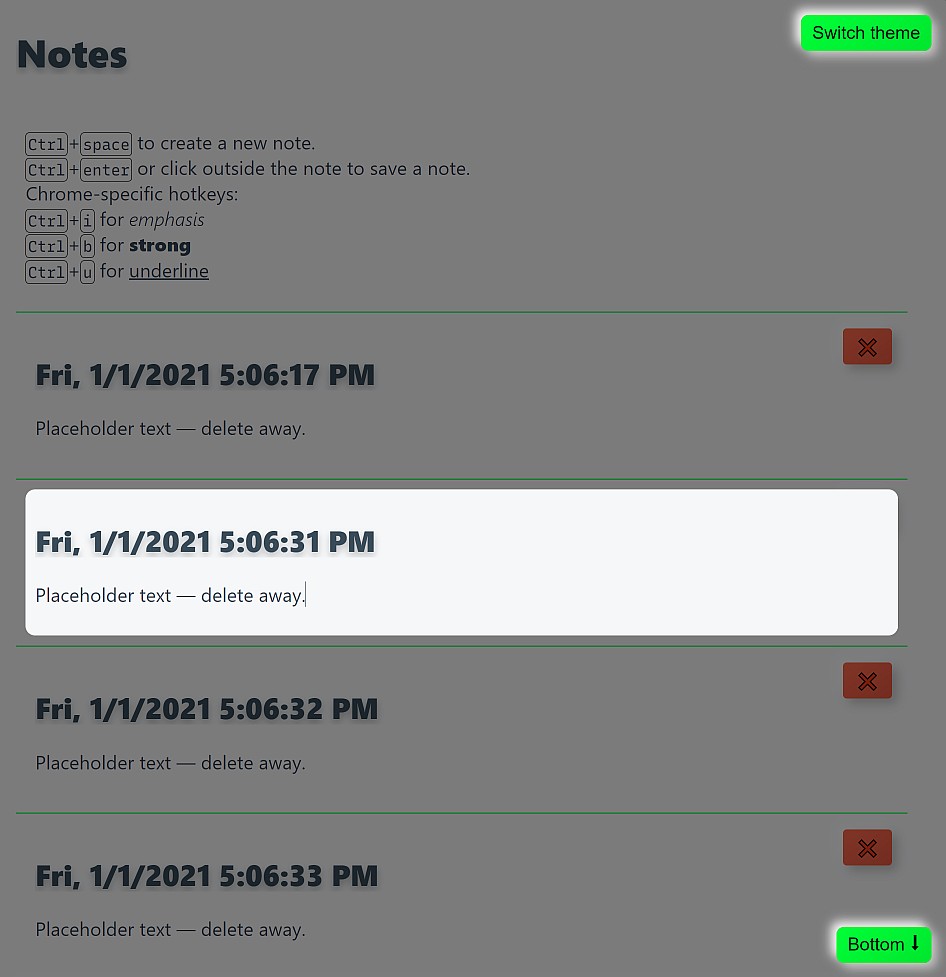 Switch theme
Notes
Ctrl+space to create a new note.
Ctrl+enter or click outside the note to save a note.
Chrome-specific hotkeys:
Ctrl+i for emphasis
Ctrl+b for strong
Ctrl+u for underline
Fri, 1/1/2021 5:06:17 PM
Placeholder text — delete away.
Fri, 1/1/2021 5:06:31 PM
Placeholder text — delete away.
Fri, 1/1/2021 5:06:32 PM
Placeholder text — delete away.
Fri, 1/1/2021 5:06:33 PM
Placeholder text — delete away.
Bottom ⬇